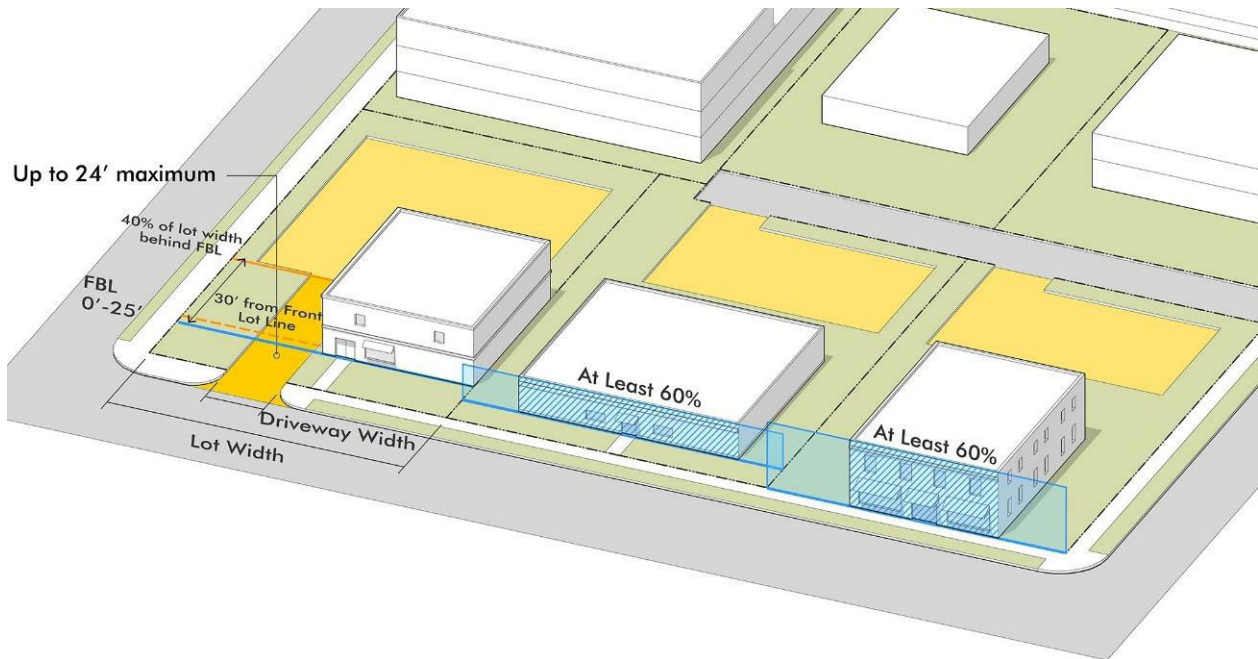 Up to 24’ maximum
40% of lot width
behind FBL
FBL
0’-25’
30’ from Front
Lot Line
At Least 60%
At Least 60%
Driveway Width
Lot Width